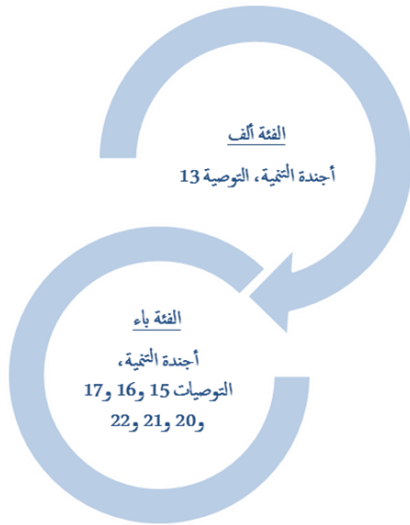 الفئة ألف
أجندة التنمية، التوصية 13
الفئة باء
أجندة التنمية،
التوصيات 15 و16 و17
و20 و21 و22